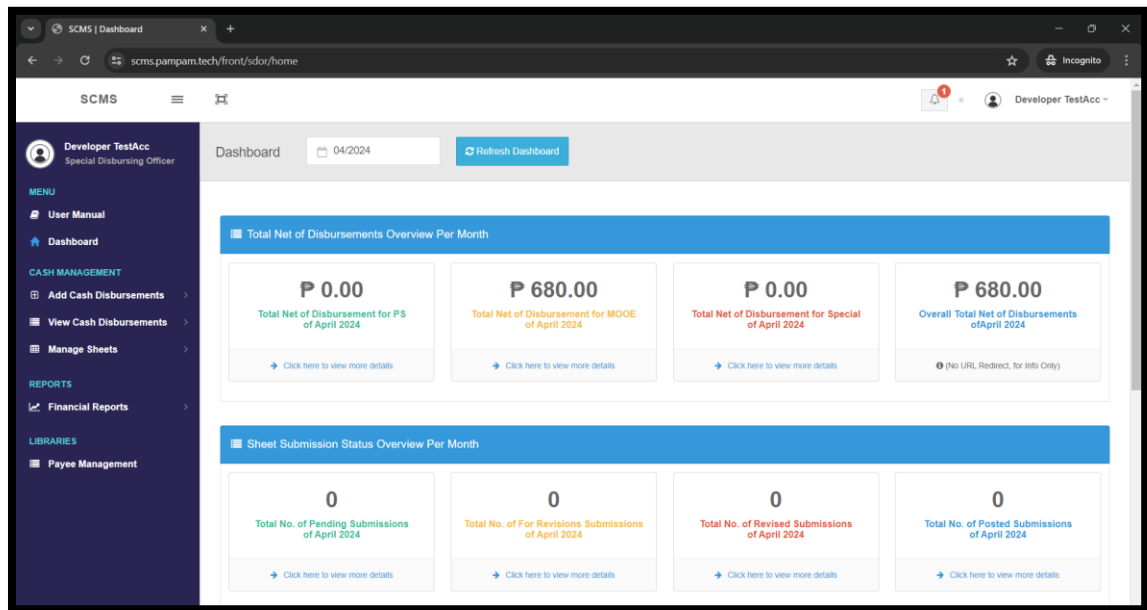 SCMS | Dashboard
scms.pampam.tech/front/sdor/home
Incognito
SCMS
1
Developer TestAcc
Developer TestAcc
Special Disbursing Officer
MENU
User Manual
Dashboard
CASH MANAGEMENT
Add Cash Disbursements
View Cash Disbursements
Manage Sheets
REPORTS
Financial Reports
LIBRARIES
Payee Management
Dashboard
04/2024
Refresh Dashboard
Total Net of Disbursements Overview Per Month
₱ 0.00
Total Net of Disbursement for PS
of April 2024
Click here to view more details
₱ 680.00
Total Net of Disbursement for MOOE
of April 2024
Click here to view more details
₱ 0.00
Total Net of Disbursement for Special
of April 2024
Click here to view more details
₱ 680.00
Overall Total Net of Disbursements
ofApril 2024
(No URL Redirect, for Info Only)
Sheet Submission Status Overview Per Month
0
Total No. of Pending Submissions
of April 2024
Click here to view more details
0
Total No. of For Revisions Submissions
of April 2024
Click here to view more details
0
Total No. of Revised Submissions
of April 2024
Click here to view more details
0
Total No. of Posted Submissions
of April 2024
Click here to view more details